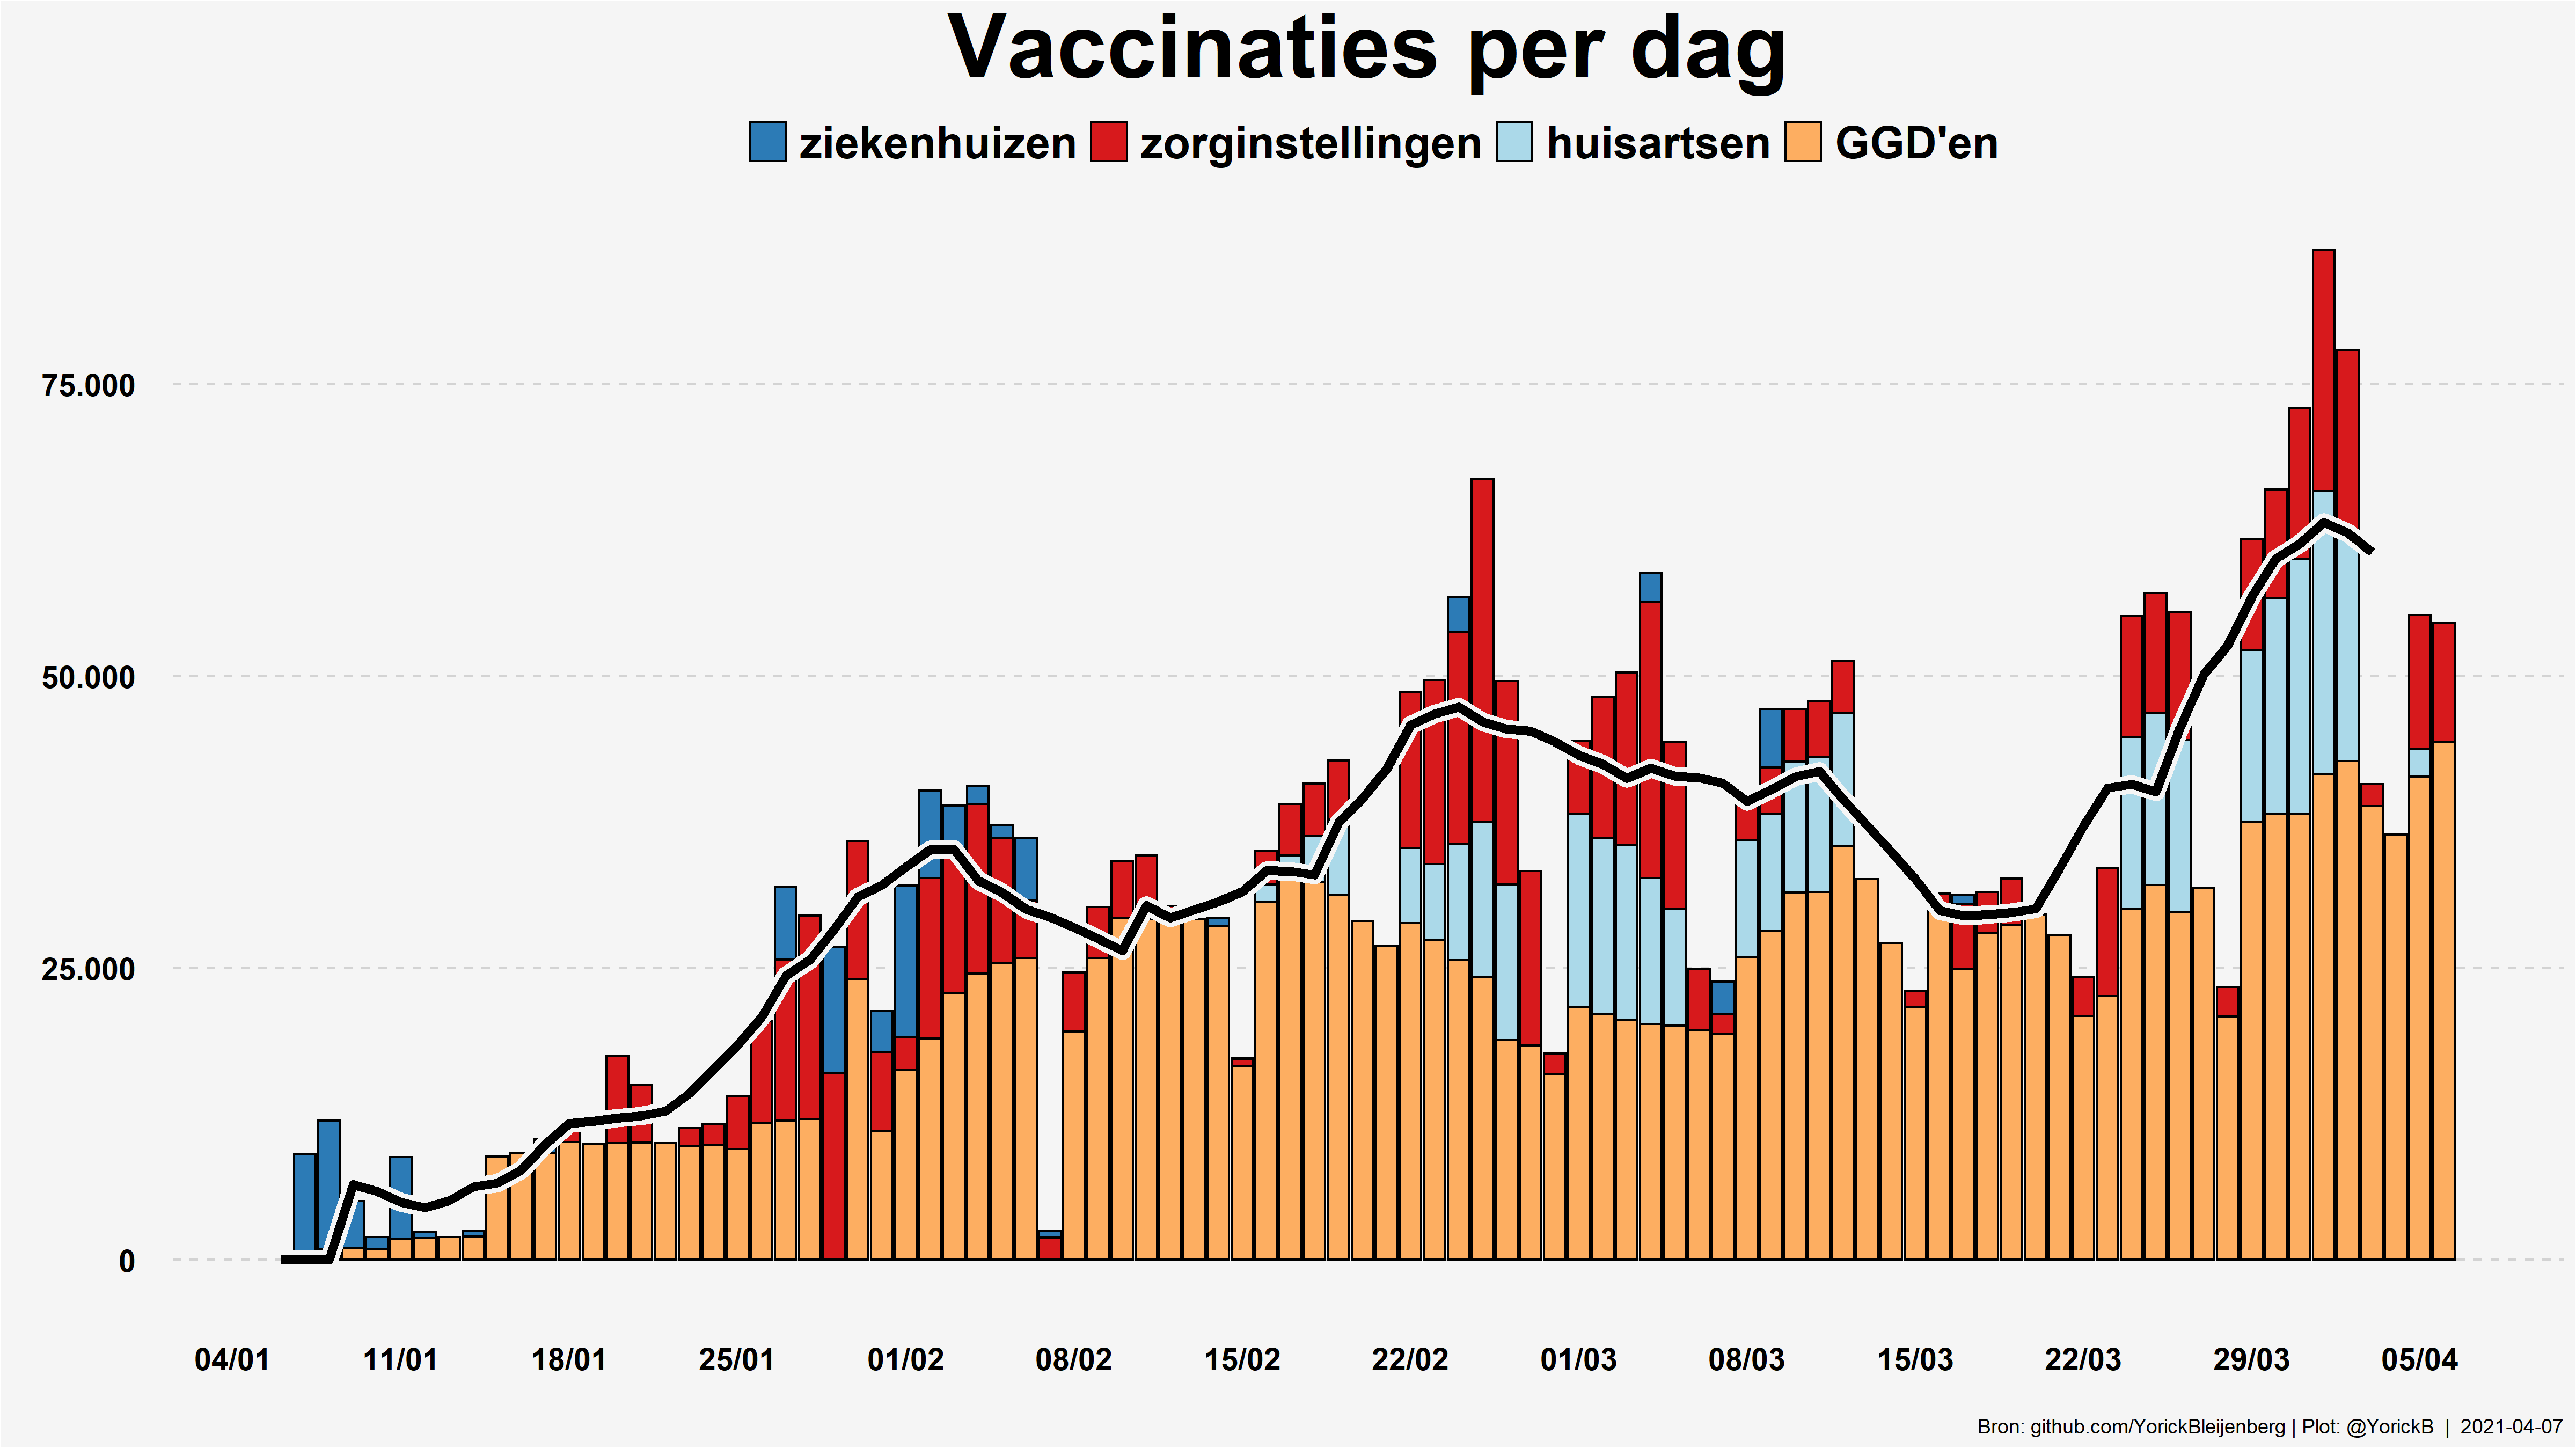 Vaccinaties per dag
ziekenhuizen zorginstellingen huisartsen GGD'en
75.000
50.000
25.000
0
04/01 11/01 18/01 25/01 01/02 08/02 15/02 22/02 01/03 08/03 15/03 22/03 29/03 05/04
Bron: github.com/YorickBleijenberg | Plot: @YorickB | 2021-04-07